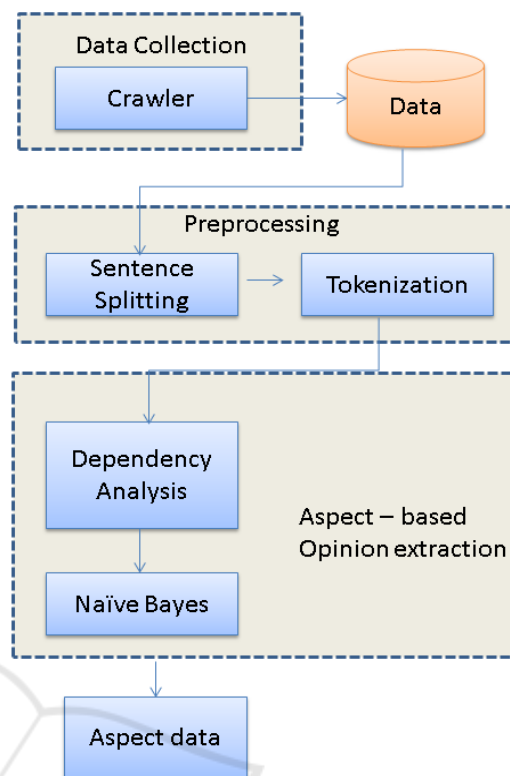 Data Collection
Crawler
Data
Preprocessing
Sentence
Splitting
Tokenization
Dependency
Analysis
Aspect – based
Opinion extraction
Naïve Bayes
Aspect data